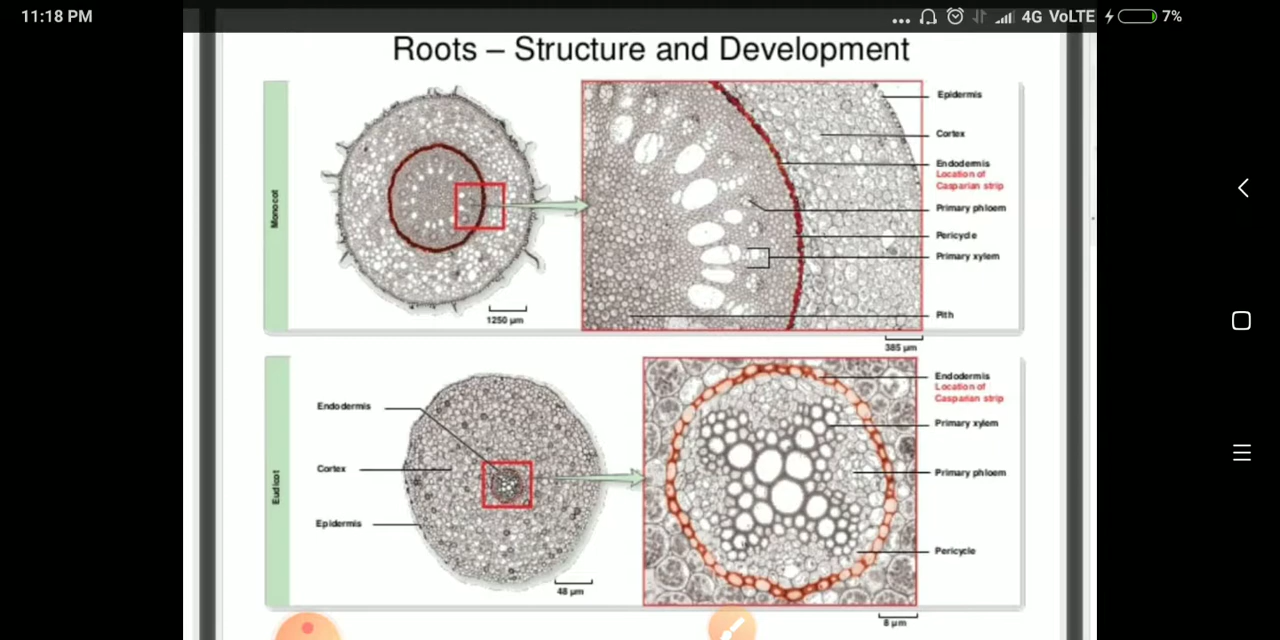 11:18 PM
... 4G VoLTE 7%
Roots – Structure and Development
Monocot
Epidermis
Cortex
Endodermis
Location of
Casparian strip
Primary phloem
Pericycle
Primary xylem
Pith
1250 µm
385 µm
Eudicot
Endodermis
Cortex
Epidermis
Endodermis
Location of
Casparian strip
Primary xylem
Primary phloem
Pericycle
48 µm
8 µm